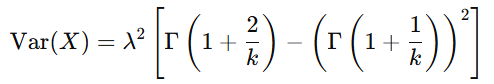 Var(X) = λ² [Γ(1 + 2/k) − (Γ(1 + 1/k))²]